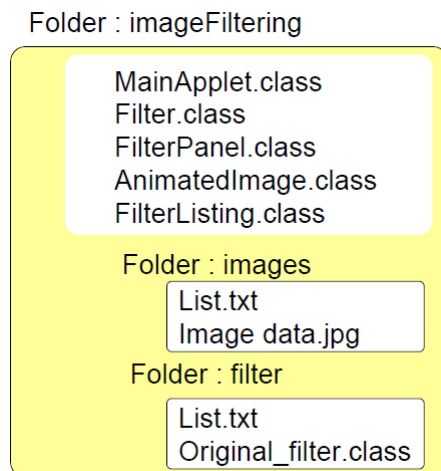 Folder : imageFiltering
MainApplet.class
Filter.class
FilterPanel.class
AnimatedImage.class
FilterListing.class
Folder : images
List.txt
Image data.jpg
Folder : filter
List.txt
Original_filter.class